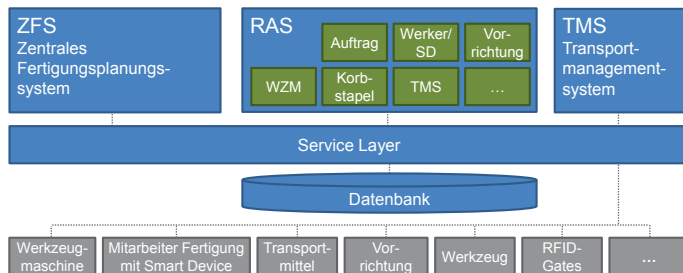 ZFS
Zentrales
Fertigungsplanungs-
system
RAS
Auftrag
Werker/
SD
Vor-
richtung
WZM
Korb-
stapel
TMS
...
TMS
Transport-
management-
system
Service Layer
Datenbank
Werkzeug-
maschine
Mitarbeiter Fertigung
mit Smart Device
Transport-
mittel
Vor-
richtung
Werkzeug
RFID-
Gates
...